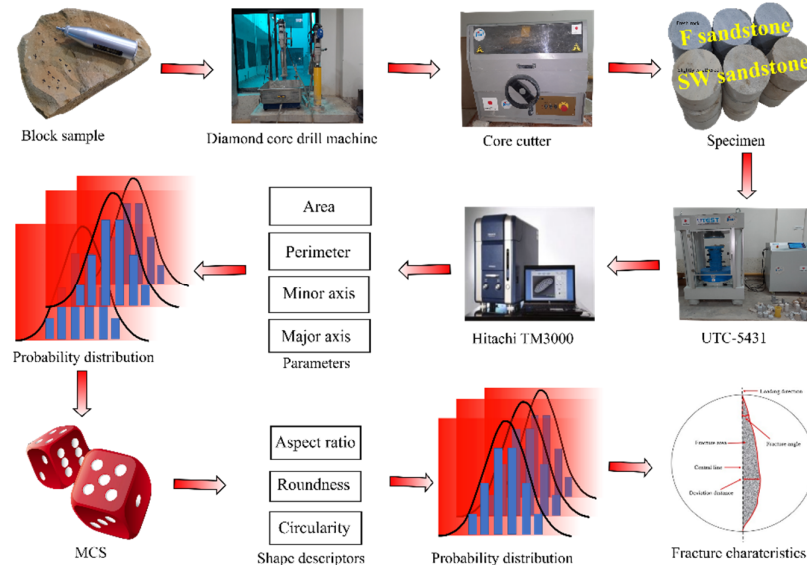 F sandstone
SW sandstone
Block sample
Diamond core drill machine
Core cutter
Specimen
Area
Perimeter
Minor axis
Major axis
Parameters
Probability distribution
Hitachi TM3000
UTC-5431
Aspect ratio
Roundness
Circularity
MCS
Shape descriptors
Probability distribution
Loading direction
Fracture area
Fracture angle
Central line
Deviation distance
Fracture charateristics